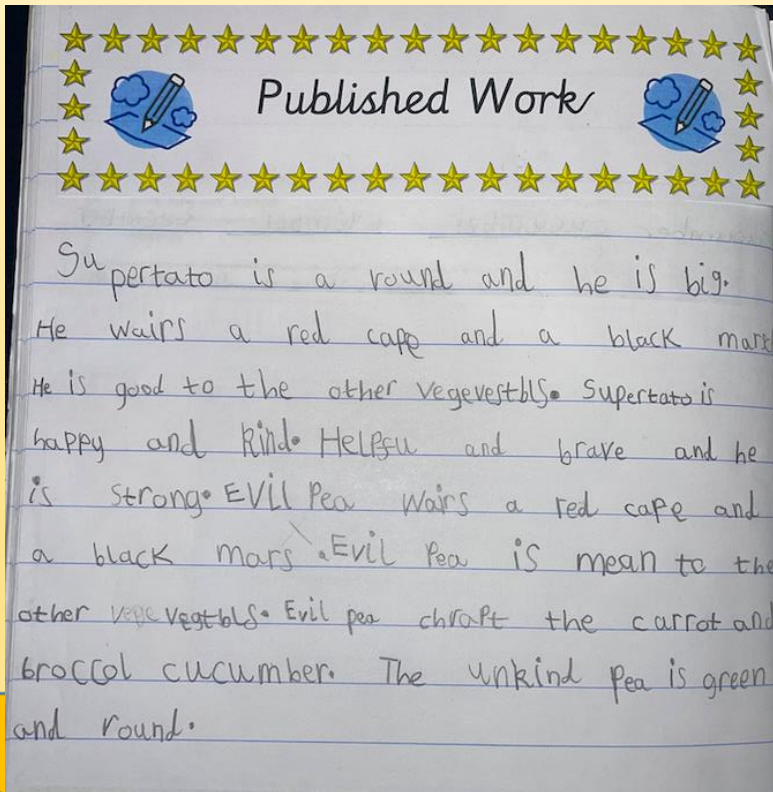 Published Work
Supertato is a round and he is big.
He wairs a red cape and a black mars
He is good to the other vegevestbls. Supertato is
happy and kind. Helpfu and brave and he
is strong. EVil Pea wairs a red cape and
a black mars. Evil Pea is mean to the
other vegtbls. Evil pea chrapt the carrot and
broccol cucumber. The unkind Pea is green
and round.